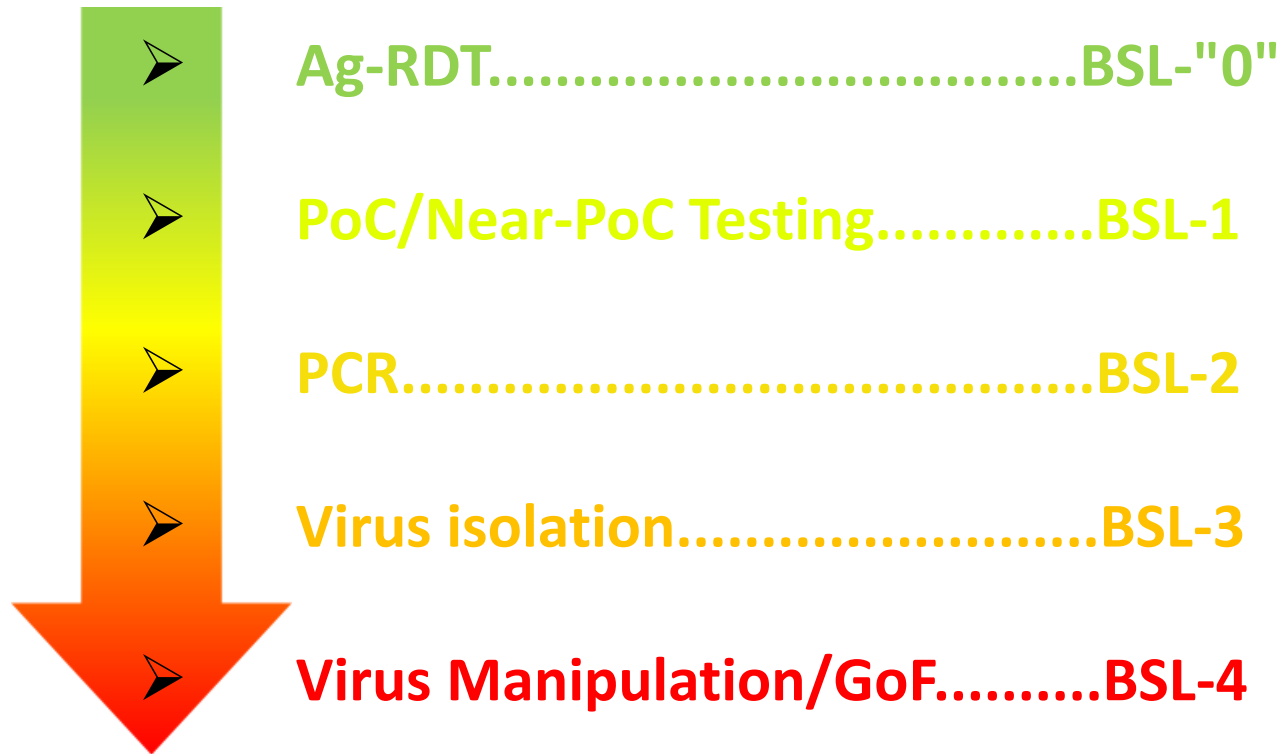 Ag-RDT...................................BSL-"0"
PoC/Near-PoC Testing.............BSL-1
PCR.........................................BSL-2
Virus isolation.........................BSL-3
Virus Manipulation/GoF..........BSL-4